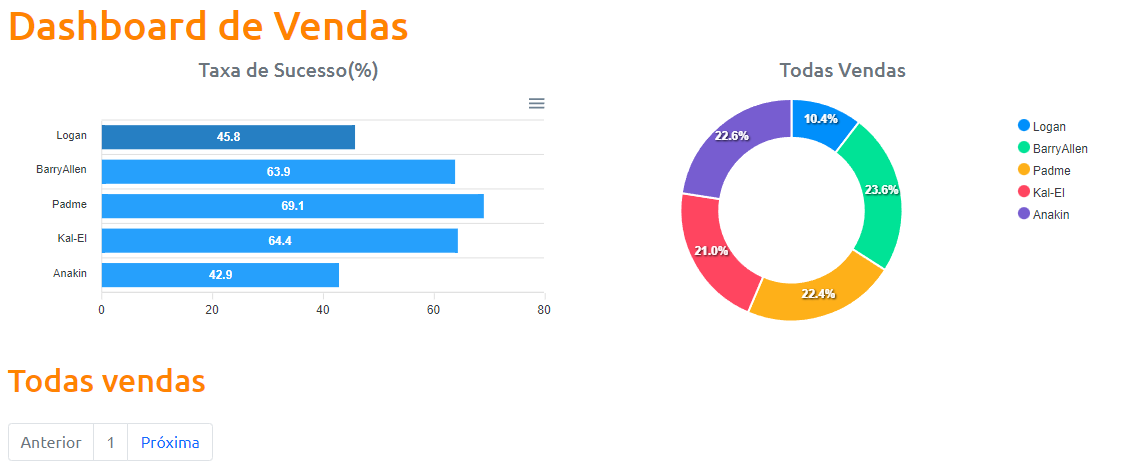 Dashboard de Vendas
Taxa de Sucesso(%)
Logan
45.8
BarryAllen
63.9
Padme
69.1
Kal-El
64.4
Anakin
42.9
0 20 40 60 80
Todas Vendas
10.4%
23.6%
22.4%
21.0%
22.6%
Logan
BarryAllen
Padme
Kal-El
Anakin
Todas vendas
Anterior 1 Próxima